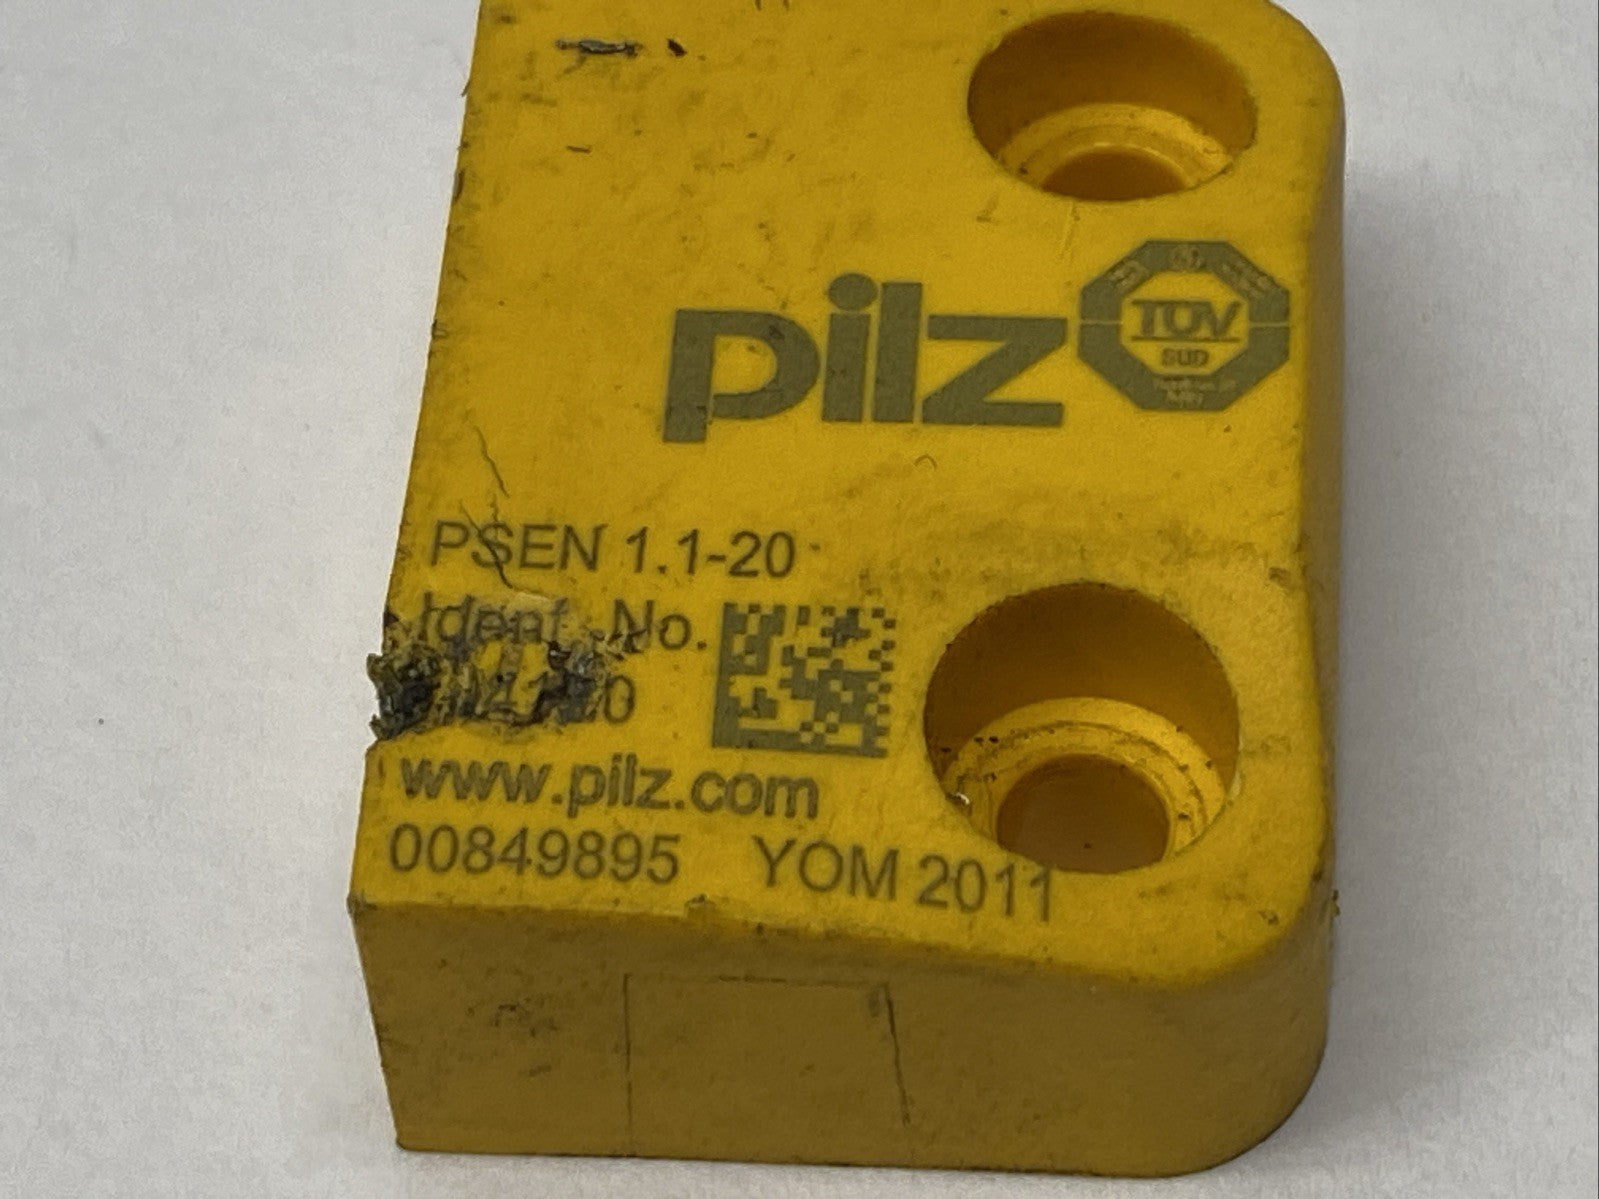 pilz
TÜV
SÜD
PSEN 1.1-20
Ident. No.
www.pilz.com
00849895 YOM 2011